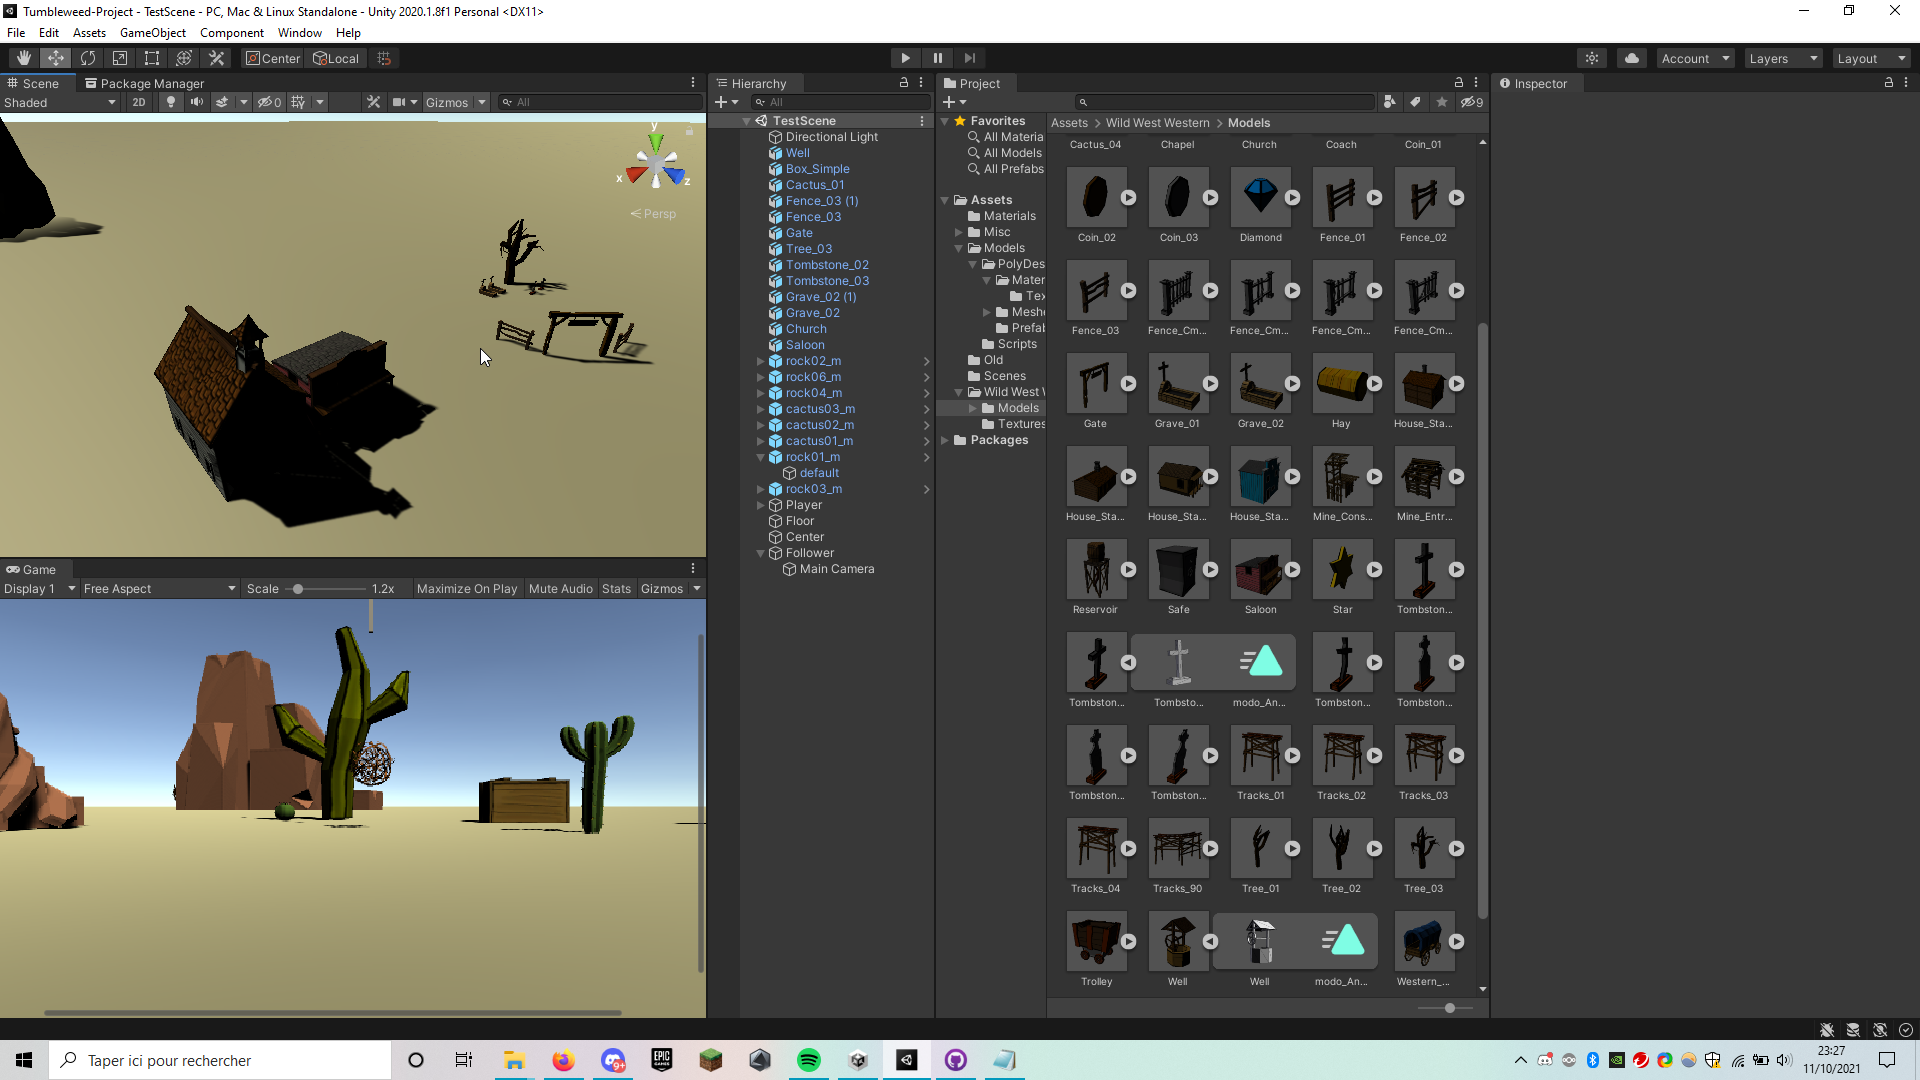 Tumbleweed-Project - TestScene - PC, Mac & Linux Standalone - Unity 2020.1.8f1 Personal <DX11>
File Edit Assets GameObject Component Window Help
Center Local Account Layers Layout
Scene Package Manager
Shaded 2D 0 Gizmos All
y
x
z
Persp
Game
Display 1 Free Aspect Scale 1.2x Maximize On Play Mute Audio Stats Gizmos
Hierarchy
All
TestScene
Directional Light
Well
Box_Simple
Cactus_01
Fence_03 (1)
Fence_03
Gate
Tree_03
Tombstone_02
Tombstone_03
Grave_02 (1)
Grave_02
Church
Saloon
rock02_m
rock06_m
rock04_m
cactus03_m
cactus02_m
cactus01_m
rock01_m
default
rock03_m
Player
Floor
Center
Follower
Main Camera
Project
9
Favorites
All Materia
All Models
All Prefabs
Assets
Materials
Misc
Models
PolyDes
Mater
Tex
Meshe
Prefab
Scripts
Old
Scenes
Wild West W
Models
Textures
Packages
Assets > Wild West Western > Models
Cactus_04 Chapel Church Coach Coin_01
Coin_02 Coin_03 Diamond Fence_01 Fence_02
Fence_03 Fence_Cm... Fence_Cm... Fence_Cm... Fence_Cm...
Gate Grave_01 Grave_02 Hay House_Sta...
House_Sta... House_Sta... House_Sta... Mine_Cons... Mine_Entr...
Reservoir Safe Saloon Star Tombston...
Tombston... Tombsto... modo_An... Tombston... Tombston...
Tombston... Tombston... Tracks_01 Tracks_02 Tracks_03
Tracks_04 Tracks_90 Tree_01 Tree_02 Tree_03
Trolley Well Well modo_An... Western_...
Inspector
Taper ici pour rechercher
EPIC GAMES
9+
23:27
11/10/2021